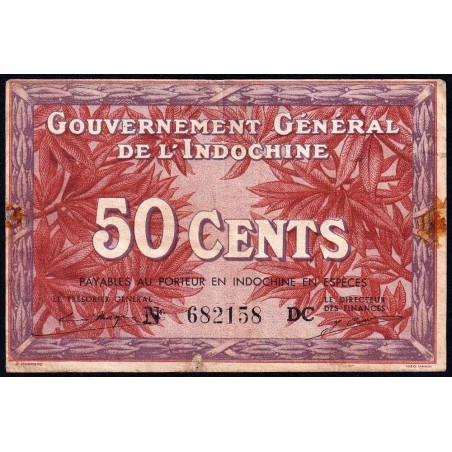 GOUVERNEMENT GÉNÉRAL
DE L'INDOCHINE
50 CENTS
PAYABLES AU PORTEUR EN INDOCHINE EN ESPÈCES
LE TRÉSORIER GÉNÉRAL
LE DIRECTEUR
DES FINANCES
Nº 682158 DC